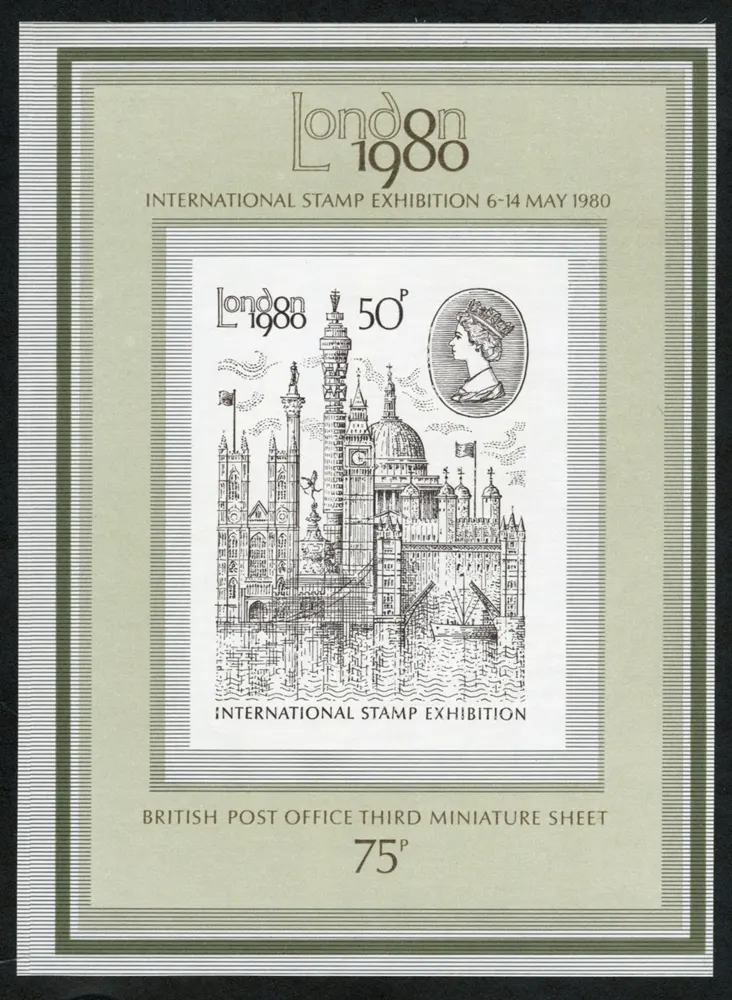 London
1980
INTERNATIONAL STAMP EXHIBITION 6-14 MAY 1980
London
1980
50P
INTERNATIONAL STAMP EXHIBITION
BRITISH POST OFFICE THIRD MINIATURE SHEET
75P